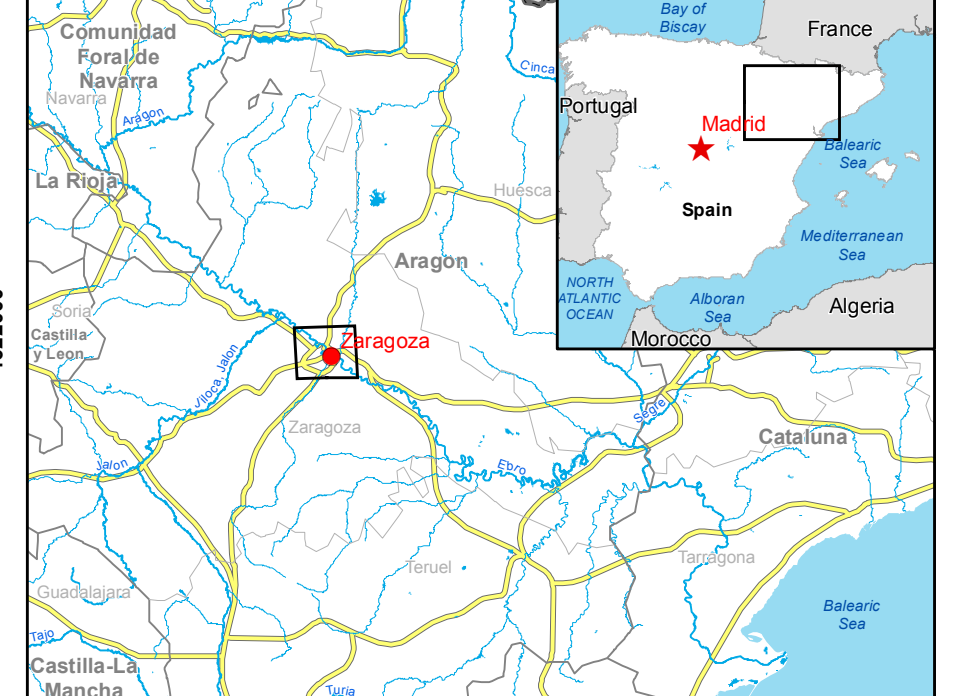 Comunidad
Foral de
Navarra
Navarra
Aragon
La Rioja
Cinca
Huesca
Aragon
Soria
Castilla
y Leon
Jiloca, Jalon
Zaragoza
Zaragoza
Jalon
Segre
Cataluna
Ebro
Teruel
Tarragona
Guadalajara
Balearic
Sea
Tajo
Castilla-La
Mancha
Turia
Bay of
Biscay
France
Portugal
Madrid
Balearic
Sea
Spain
Mediterranean
Sea
NORTH
ATLANTIC
OCEAN
Alboran
Sea
Algeria
Morocco